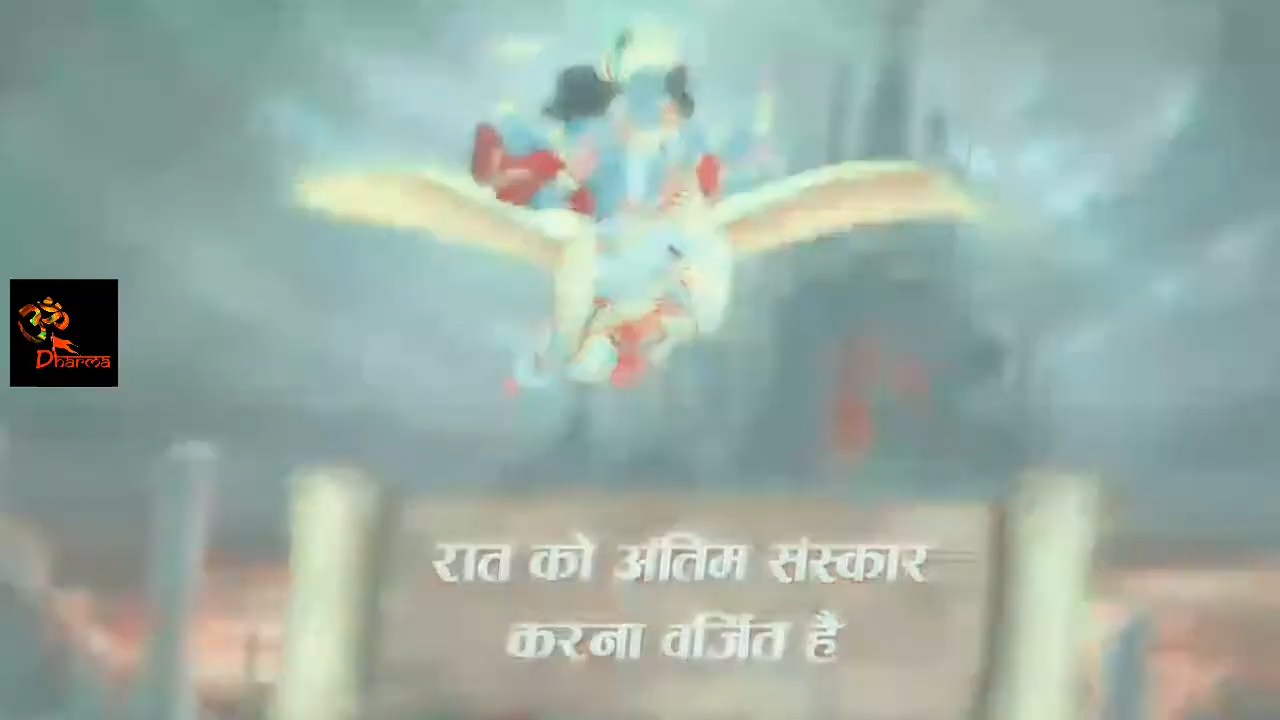 ॐ
Dharma
रात को अंतिम संस्कार
करना वर्जित है